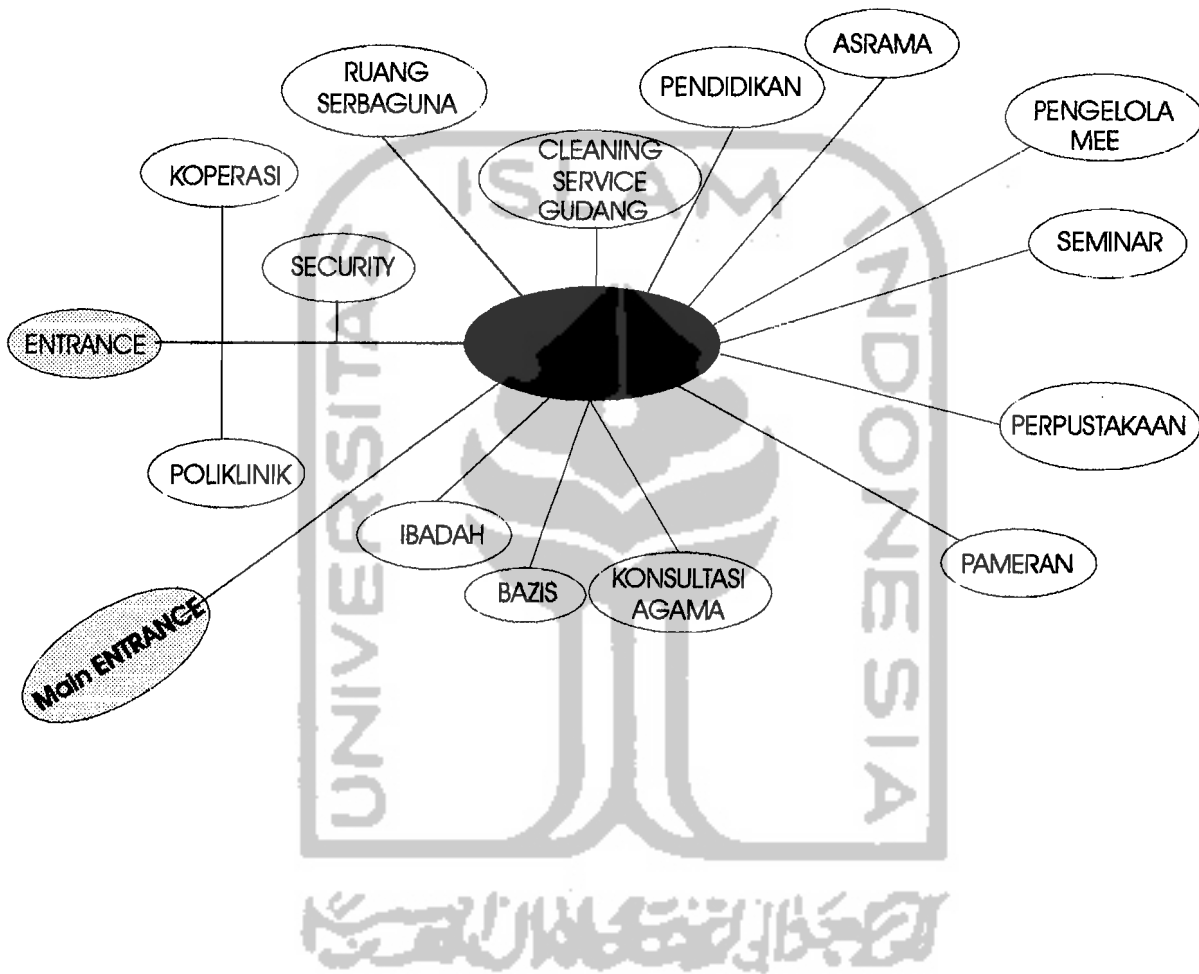 ASRAMA
RUANG
SERBAGUNA
PENDIDIKAN
PENGELOLA
MEE
CLEANING
SERVICE
GUDANG
KOPERASI
SECURITY
SEMINAR
ENTRANCE
PERPUSTAKAAN
POLIKLINIK
IBADAH
PAMERAN
BAZIS
KONSULTASI
AGAMA
Main ENTRANCE
UNIVERSITAS
ISLAM
INDONESIA